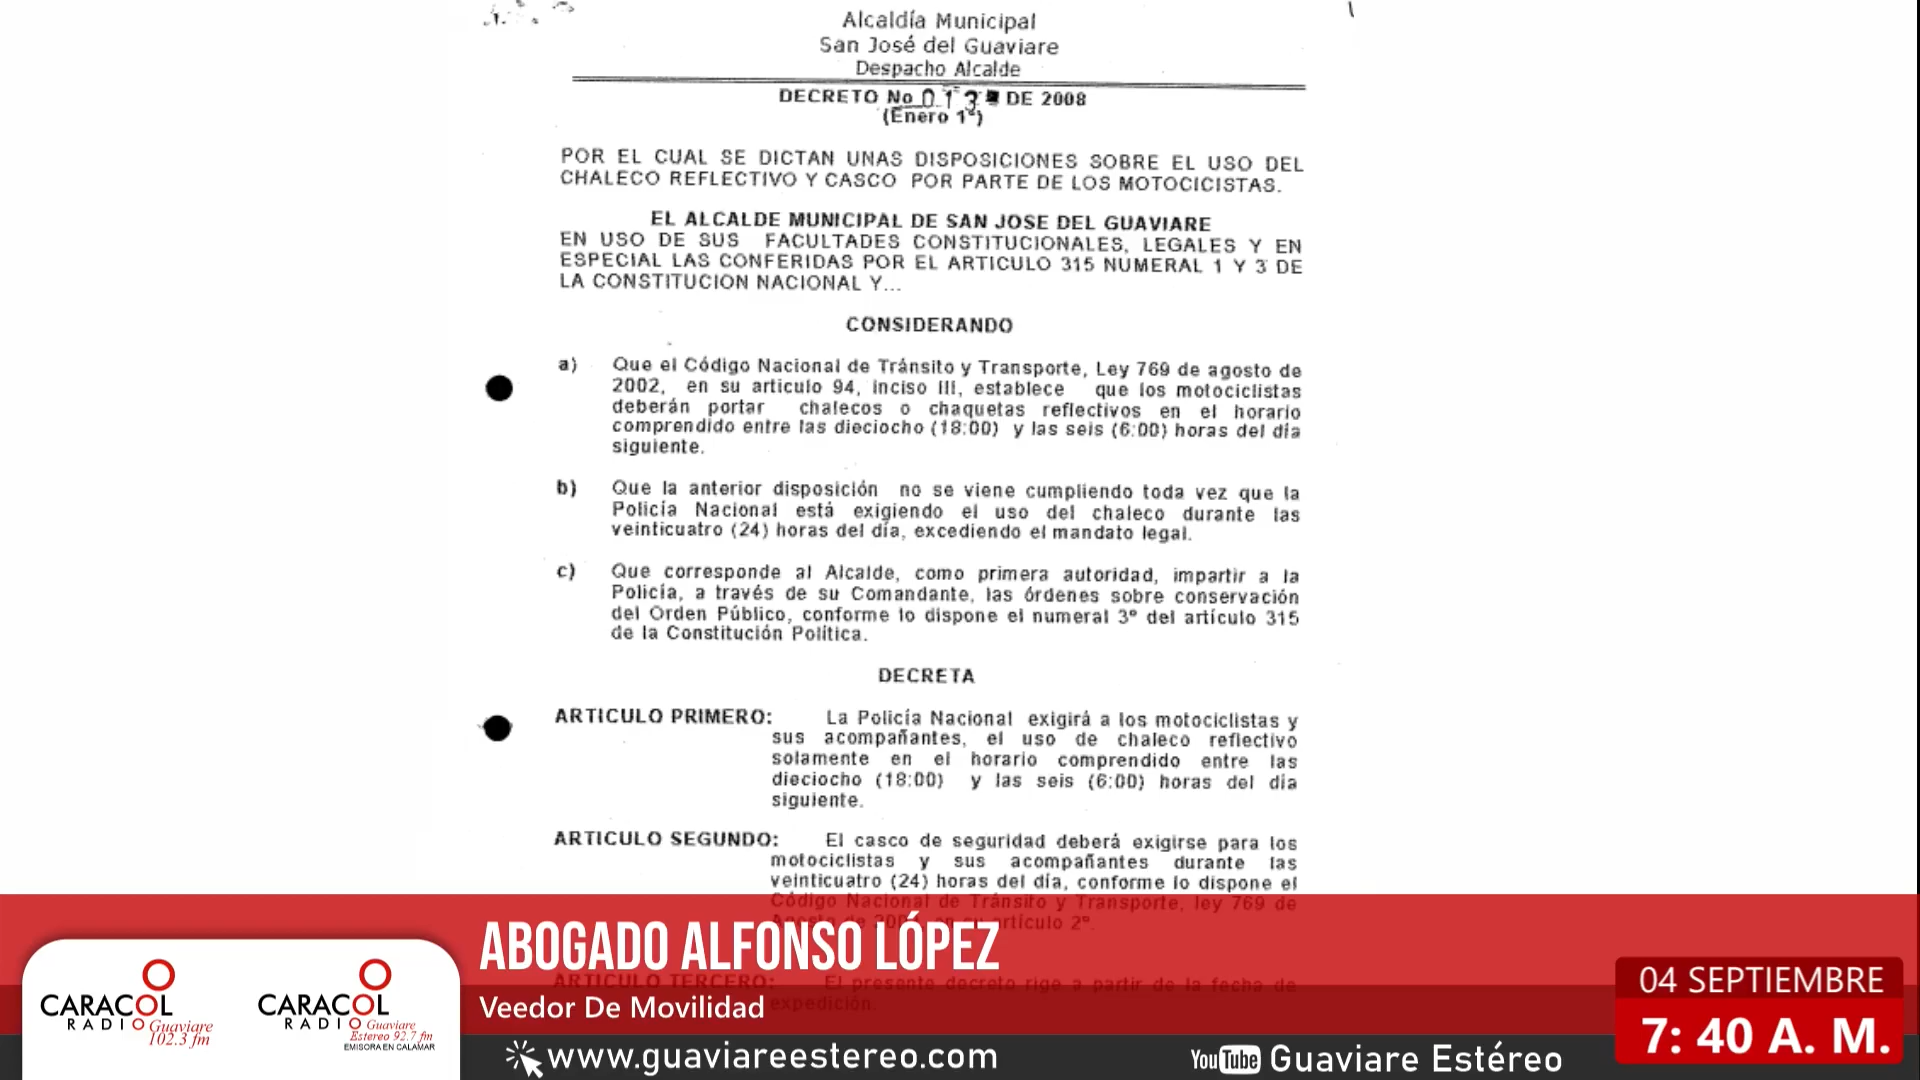 Alcaldía Municipal
San José del Guaviare
Despacho Alcalde
DECRETO No 013 DE 2008
(Enero 1º)
POR EL CUAL SE DICTAN UNAS DISPOSICIONES SOBRE EL USO DEL
CHALECO REFLECTIVO Y CASCO POR PARTE DE LOS MOTOCICISTAS.
EL ALCALDE MUNICIPAL DE SAN JOSE DEL GUAVIARE
EN USO DE SUS FACULTADES CONSTITUCIONALES, LEGALES Y EN
ESPECIAL LAS CONFERIDAS POR EL ARTICULO 315 NUMERAL 1 Y 3 DE
LA CONSTITUCION NACIONAL Y...
CONSIDERANDO
a) Que el Código Nacional de Tránsito y Transporte, Ley 769 de agosto de
2002, en su articulo 94, inciso III, establece que los motociclistas
deberán portar chalecos o chaquetas reflectivos en el horario
comprendido entre las dieciocho (18:00) y las seis (6:00) horas del día
siguiente.
b) Que la anterior disposición no se viene cumpliendo toda vez que la
Policía Nacional está exigiendo el uso del chaleco durante las
veinticuatro (24) horas del día, excediendo el mandato legal.
c) Que corresponde al Alcalde, como primera autoridad, impartir a la
Policía, a través de su Comandante, las órdenes sobre conservación
del Orden Público, conforme lo dispone el numeral 3º del artículo 315
de la Constitución Política.
DECRETA
ARTICULO PRIMERO: La Policía Nacional exigirá a los motociclistas y
sus acompañantes, el uso de chaleco reflectivo
solamente en el horario comprendido entre las
dieciocho (18:00) y las seis (6:00) horas del día
siguiente.
ARTICULO SEGUNDO: El casco de seguridad deberá exigirse para los
motociclistas y sus acompañantes durante las
veinticuatro (24) horas del día, conforme lo dispone el
Código Nacional de Tránsito y Transporte, ley 769 de
Agosto de 200 en su artículo 2º.
ARTICULO TERCERO: El presente decreto rige a partir de la fecha de
expedición.
ABOGADO ALFONSO LÓPEZ
Veedor De Movilidad
CARACOL
RADIO Guaviare
102.3 fm
CARACOL
RADIO Guaviare
Estereo 92.7 fm
EMISORA EN CALAMAR
04 SEPTIEMBRE
7: 40 A. M.
www.guaviareestereo.com
YouTube Guaviare Estéreo